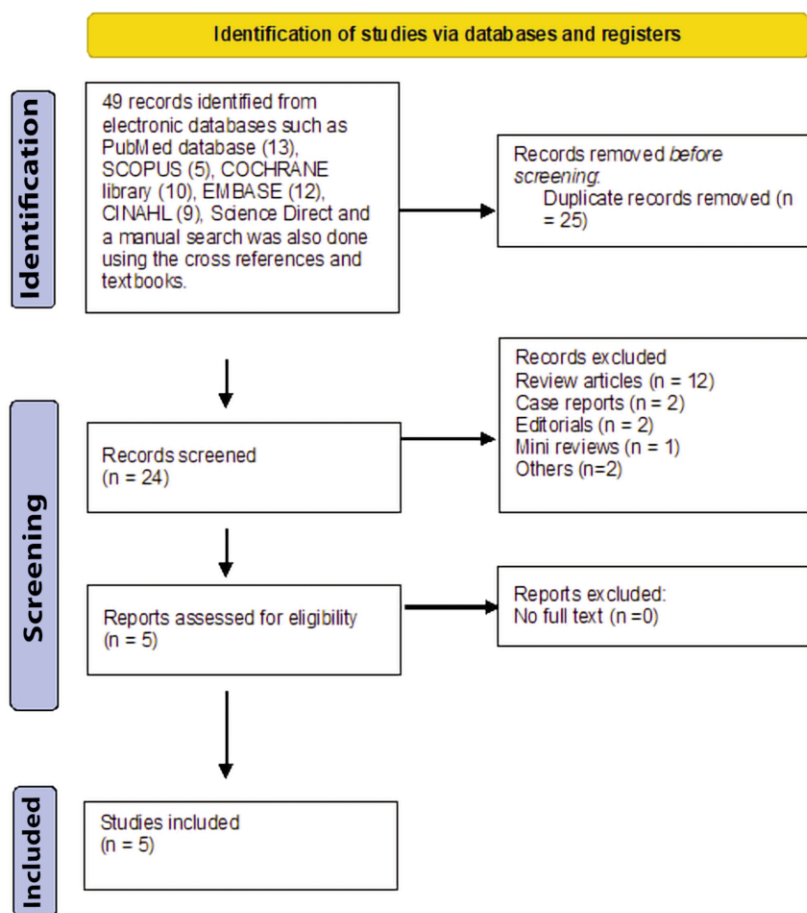 Identification of studies via databases and registers
Identification
49 records identified from
electronic databases such as
PubMed database (13),
SCOPUS (5), COCHRANE
library (10), EMBASE (12),
CINAHL (9), Science Direct and
a manual search was also done
using the cross references and
textbooks.
Records removed before
screening:
Duplicate records removed (n
= 25)
Screening
Records screened
(n = 24)
Records excluded
Review articles (n = 12)
Case reports (n = 2)
Editorials (n = 2)
Mini reviews (n = 1)
Others (n=2)
Reports assessed for eligibility
(n = 5)
Reports excluded:
No full text (n =0)
Included
Studies included
(n = 5)